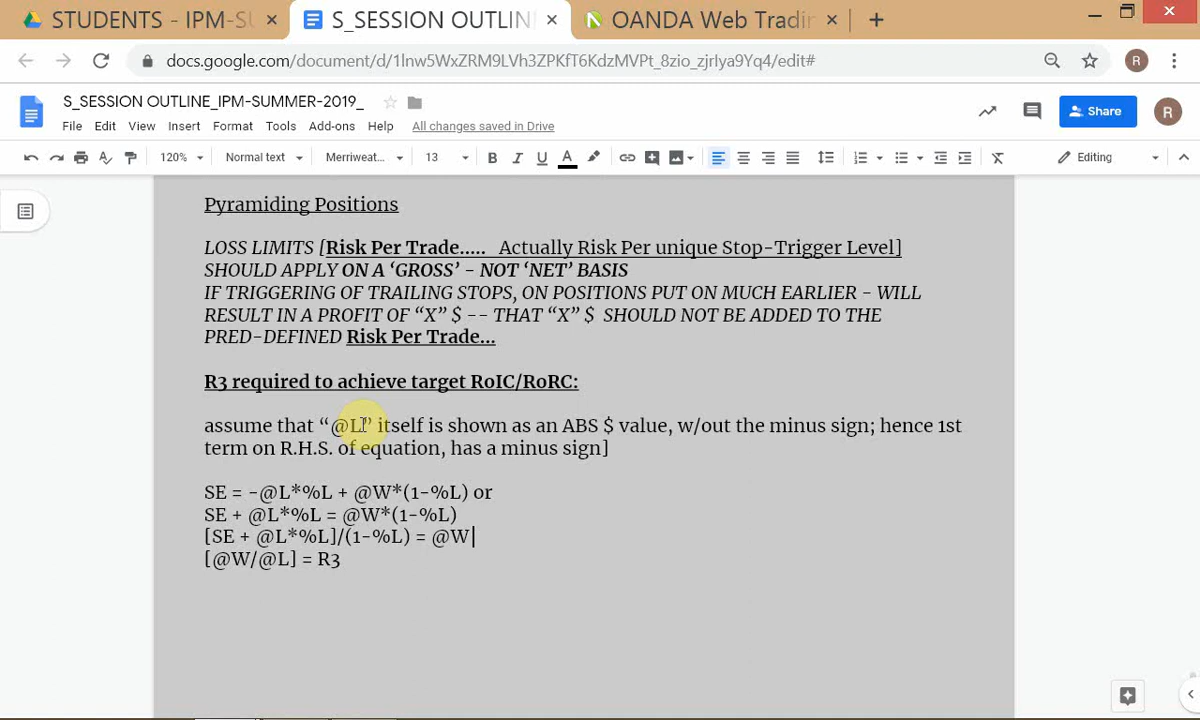 STUDENTS - IPM-SU
S_SESSION OUTLIN
OANDA Web Tradin
docs.google.com/document/d/1lnw5WxZRM9LVh3ZPKfT6KdzMVPt_8zio_zjrIya9Yq4/edit#
R
S_SESSION OUTLINE_IPM-SUMMER-2019_
File Edit View Insert Format Tools Add-ons Help All changes saved in Drive
Share
R
120% Normal text Merriweat... 13 B I U A Editing
Pyramiding Positions
LOSS LIMITS [Risk Per Trade..... Actually Risk Per unique Stop-Trigger Level]
SHOULD APPLY ON A ‘GROSS’ - NOT ‘NET’ BASIS
IF TRIGGERING OF TRAILING STOPS, ON POSITIONS PUT ON MUCH EARLIER - WILL
RESULT IN A PROFIT OF “X” $ -- THAT “X” $ SHOULD NOT BE ADDED TO THE
PRED-DEFINED Risk Per Trade...
R3 required to achieve target RoIC/RoRC:
assume that “@L” itself is shown as an ABS $ value, w/out the minus sign; hence 1st
term on R.H.S. of equation, has a minus sign]
SE = -@L*%L + @W*(1-%L) or
SE + @L*%L = @W*(1-%L)
[SE + @L*%L]/(1-%L) = @W
[@W/@L] = R3